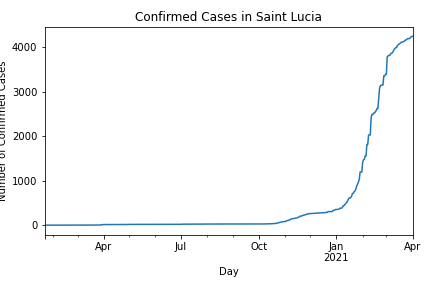 Confirmed Cases in Saint Lucia
Number of Confirmed Cases
4000
3000
2000
1000
0
Apr
Jul
Oct
Jan
2021
Apr
Day